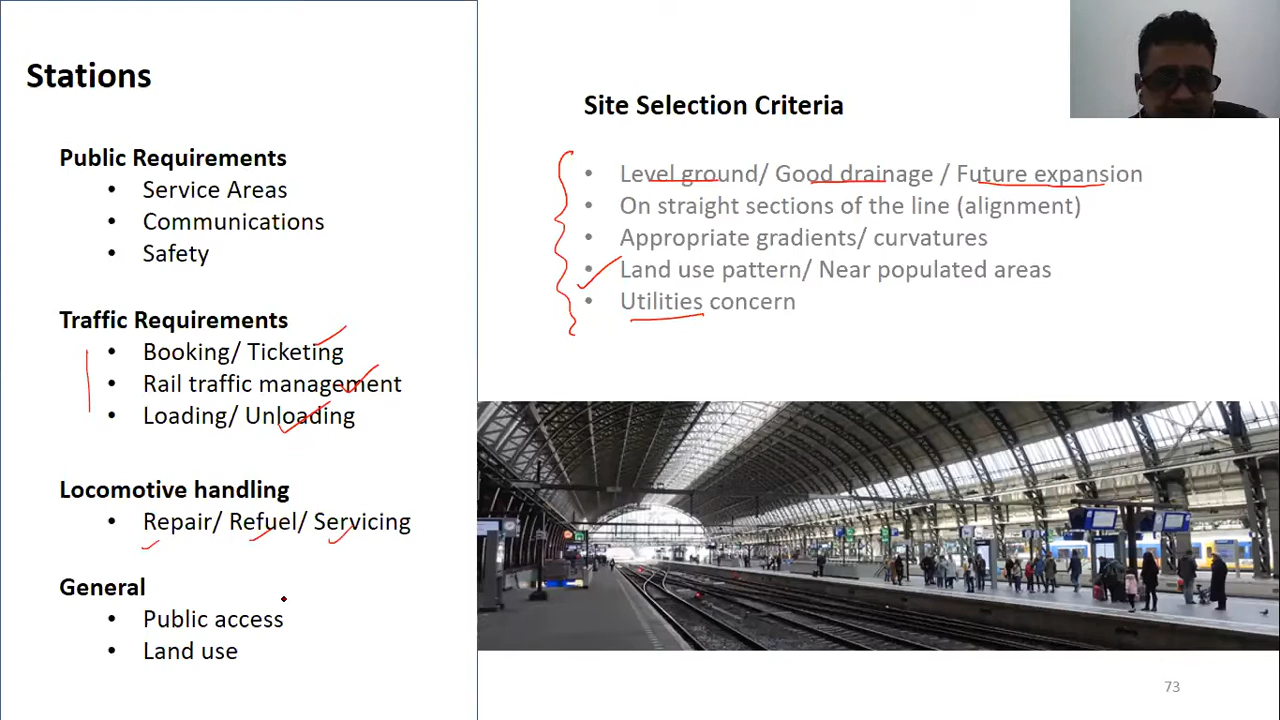 Stations
Public Requirements
• Service Areas
• Communications
• Safety
Traffic Requirements
• Booking/ Ticketing
• Rail traffic management
• Loading/ Unloading
Locomotive handling
• Repair/ Refuel/ Servicing
General
• Public access
• Land use
Site Selection Criteria
• Level ground/ Good drainage / Future expansion
• On straight sections of the line (alignment)
• Appropriate gradients/ curvatures
• Land use pattern/ Near populated areas
• Utilities concern
73